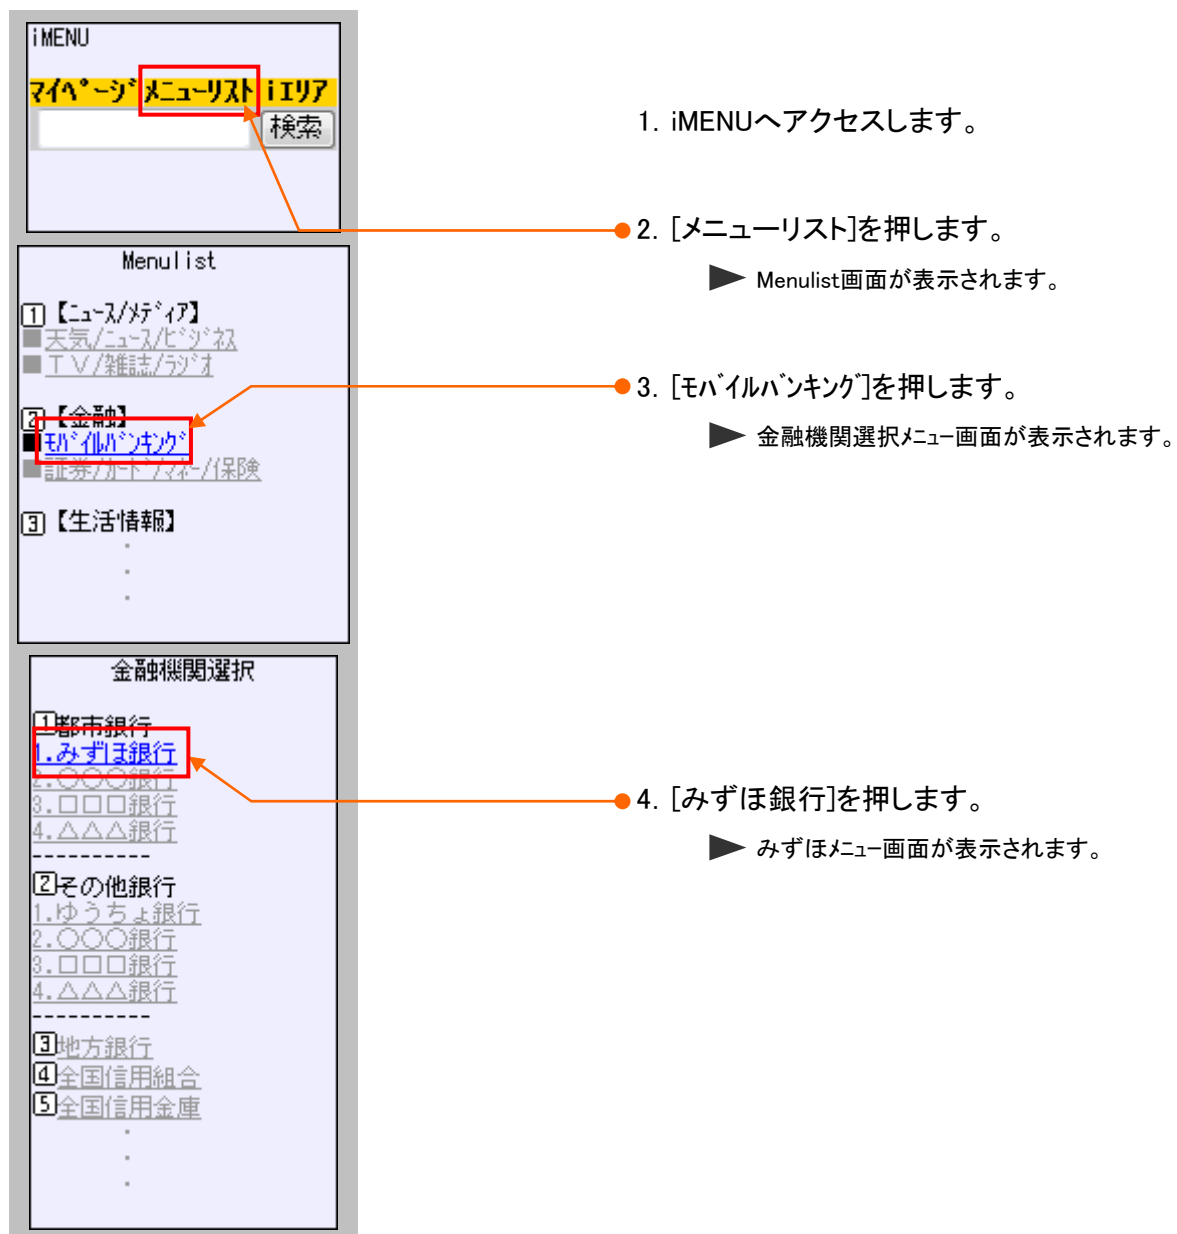 iMENU
ﾏｲﾍﾟｰｼﾞ ﾒﾆｭｰﾘｽﾄ iｴﾘｱ
検索
1. iMENUへアクセスします。
2. [メニューリスト]を押します。
Menulist画面が表示されます。
Menulist
1【ﾆｭｰｽ/ﾒﾃﾞｨｱ】
■天気/ﾆｭｰｽ/ﾋﾞｼﾞﾈｽ
■ＴＶ/雑誌/ﾗｼﾞｵ
2【金融】
■ﾓﾊﾞｲﾙﾊﾞﾝｷﾝｸﾞ
■証券/ｶｰﾄﾞ/ﾏﾈｰ/保険
3【生活情報】
・
・
・
3. [ﾓﾊﾞｲﾙﾊﾞﾝｷﾝｸﾞ]を押します。
金融機関選択ﾒﾆｭｰ画面が表示されます。
金融機関選択
1都市銀行
1.みずほ銀行
2.○○○銀行
3.□□□銀行
4.△△△銀行
----------
2その他銀行
1.ゆうちょ銀行
2.○○○銀行
3.□□□銀行
4.△△△銀行
----------
3地方銀行
4全国信用組合
5全国信用金庫
・
・
・
4. [みずほ銀行]を押します。
みずほﾒﾆｭｰ画面が表示されます。